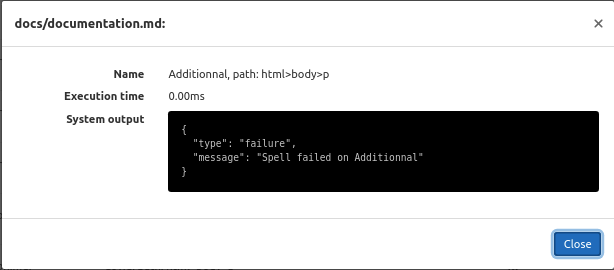 docs/documentation.md:
×
Name Additionnal, path: html>body>p
Execution time 0.00ms
System output
{
"type": "failure",
"message": "Spell failed on Additionnal"
}
Close